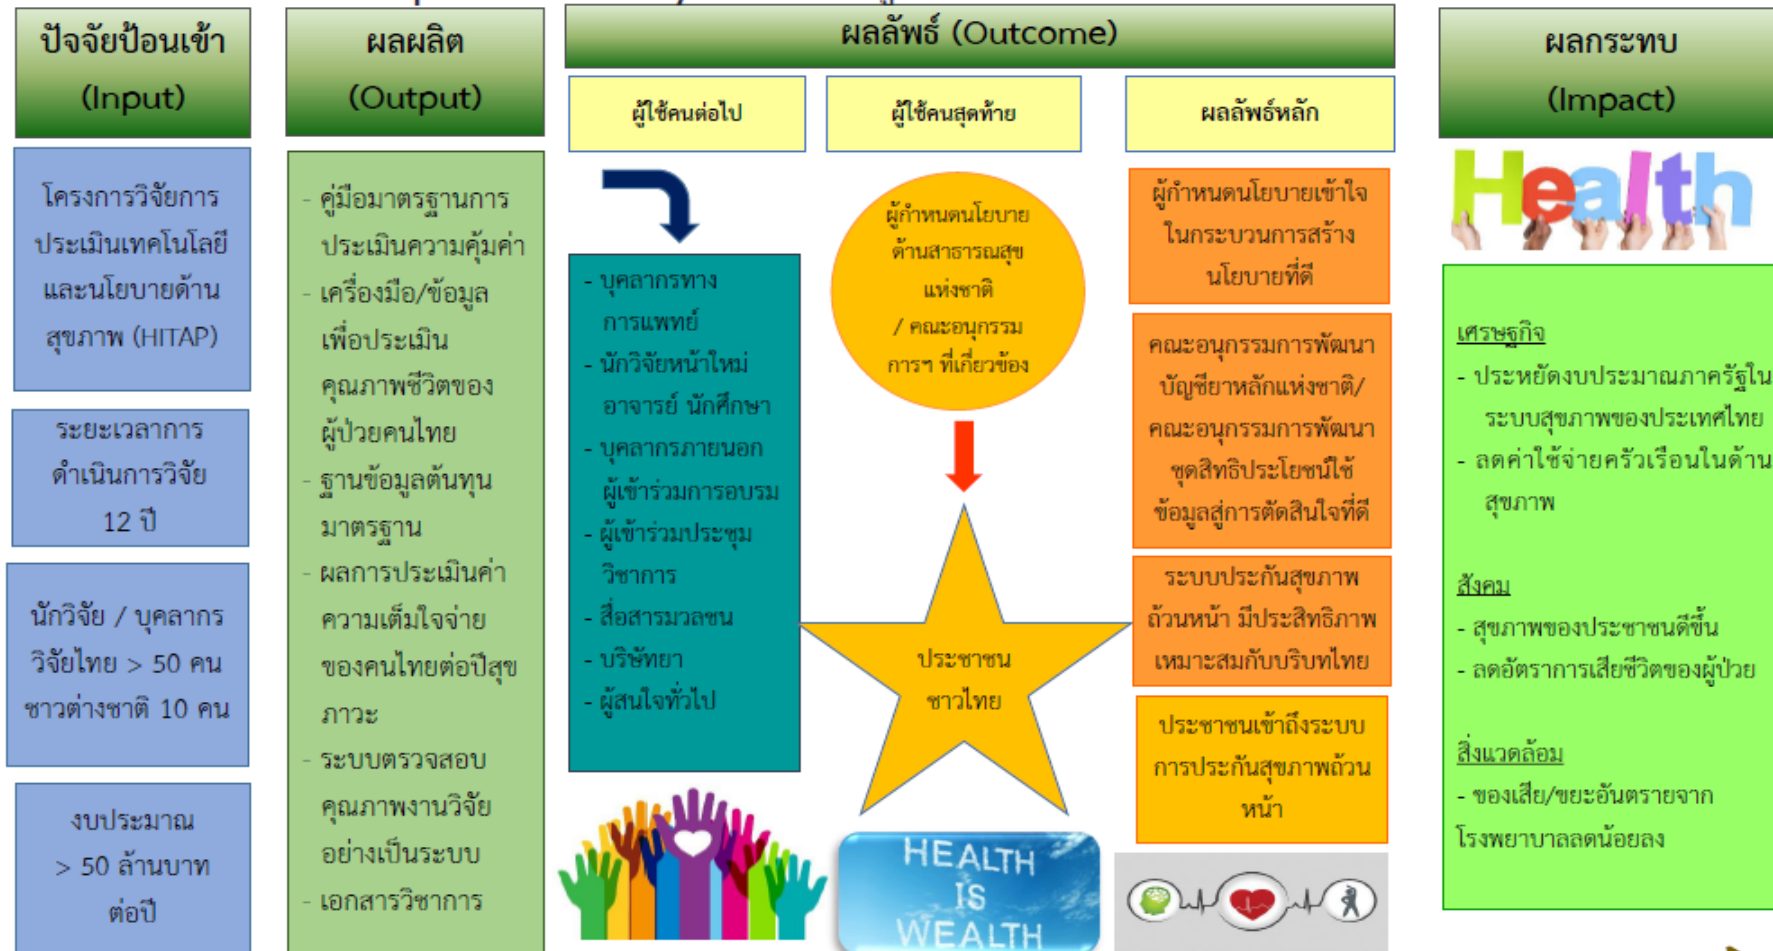 ปัจจัยป้อนเข้า
(Input)
โครงการวิจัยการ
ประเมินเทคโนโลยี
และนโยบายด้าน
สุขภาพ (HITAP)
ระยะเวลาการ
ดำเนินการวิจัย
12 ปี
นักวิจัย / บุคลากร
วิจัยไทย > 50 คน
ชาวต่างชาติ 10 คน
งบประมาณ
> 50 ล้านบาท
ต่อปี
ผลผลิต
(Output)
- คู่มือมาตรฐานการ
ประเมินความคุ้มค่า
- เครื่องมือ/ข้อมูล
เพื่อประเมิน
คุณภาพชีวิตของ
ผู้ป่วยคนไทย
- ฐานข้อมูลต้นทุน
มาตรฐาน
- ผลการประเมินค่า
ความเต็มใจจ่าย
ของคนไทยต่อปีสุข
ภาวะ
- ระบบตรวจสอบ
คุณภาพงานวิจัย
อย่างเป็นระบบ
- เอกสารวิชาการ
ผลลัพธ์ (Outcome)
ผู้ใช้คนต่อไป
- บุคลากรทาง
การแพทย์
- นักวิจัยหน้าใหม่
อาจารย์ นักศึกษา
- บุคลากรภายนอก
ผู้เข้าร่วมการอบรม
- ผู้เข้าร่วมประชุม
วิชาการ
- สื่อสารมวลชน
- บริษัทยา
- ผู้สนใจทั่วไป
ผู้ใช้คนสุดท้าย
ผู้กำหนดนโยบาย
ด้านสาธารณสุข
แห่งชาติ
/ คณะอนุกรรม
การฯ ที่เกี่ยวข้อง
ประชาชน
ชาวไทย
HEALTH
IS
WEALTH
ผลลัพธ์หลัก
ผู้กำหนดนโยบายเข้าใจ
ในกระบวนการสร้าง
นโยบายที่ดี
คณะอนุกรรมการพัฒนา
บัญชียาหลักแห่งชาติ/
คณะอนุกรรมการพัฒนา
ชุดสิทธิประโยชน์ใช้
ข้อมูลสู่การตัดสินใจที่ดี
ระบบประกันสุขภาพ
ถ้วนหน้า มีประสิทธิภาพ
เหมาะสมกับบริบทไทย
ประชาชนเข้าถึงระบบ
การประกันสุขภาพถ้วน
หน้า
ผลกระทบ
(Impact)
Health
เศรษฐกิจ
- ประหยัดงบประมาณภาครัฐใน
ระบบสุขภาพของประเทศไทย
- ลดค่าใช้จ่ายครัวเรือนในด้าน
สุขภาพ
สังคม
- สุขภาพของประชาชนดีขึ้น
- ลดอัตราการเสียชีวิตของผู้ป่วย
สิ่งแวดล้อม
- ของเสีย/ขยะอันตรายจาก
โรงพยาบาลลดน้อยลง